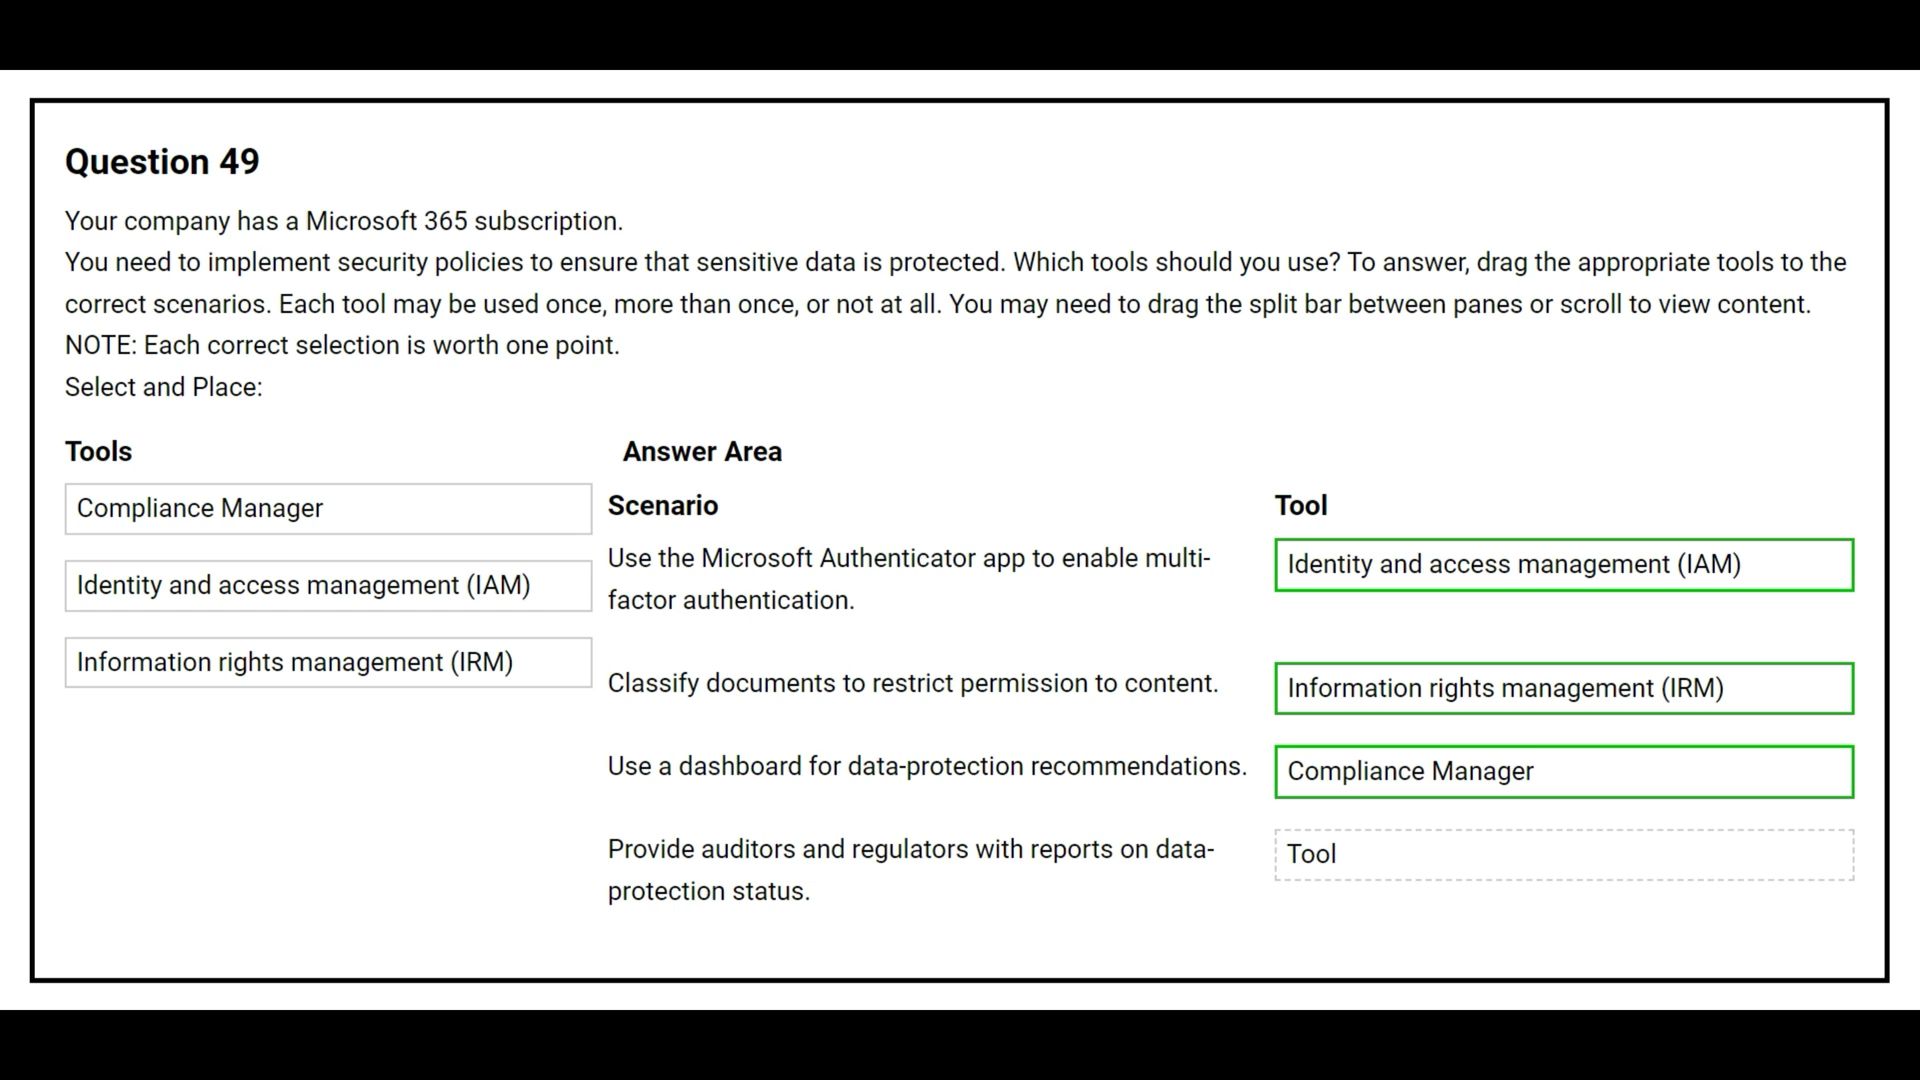 Question 49
Your company has a Microsoft 365 subscription.
You need to implement security policies to ensure that sensitive data is protected. Which tools should you use? To answer, drag the appropriate tools to the
correct scenarios. Each tool may be used once, more than once, or not at all. You may need to drag the split bar between panes or scroll to view content.
NOTE: Each correct selection is worth one point.
Select and Place:
Tools
Compliance Manager
Identity and access management (IAM)
Information rights management (IRM)
Answer Area
Scenario
Tool
Use the Microsoft Authenticator app to enable multi-
factor authentication.
Identity and access management (IAM)
Classify documents to restrict permission to content.
Information rights management (IRM)
Use a dashboard for data-protection recommendations.
Compliance Manager
Provide auditors and regulators with reports on data-
protection status.
Tool